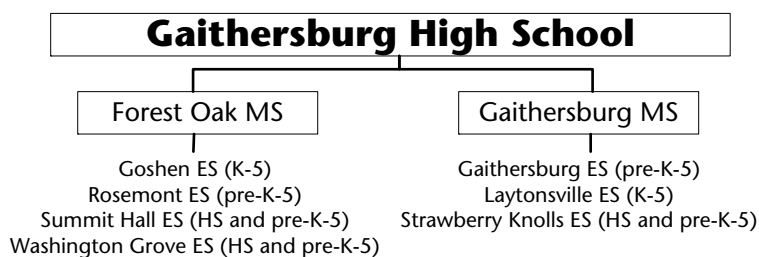 Gaithersburg High School
Forest Oak MS
Goshen ES (K-5)
Rosemont ES (pre-K-5)
Summit Hall ES (HS and pre-K-5)
Washington Grove ES (HS and pre-K-5)
Gaithersburg MS
Gaithersburg ES (pre-K-5)
Laytonsville ES (K-5)
Strawberry Knolls ES (HS and pre-K-5)